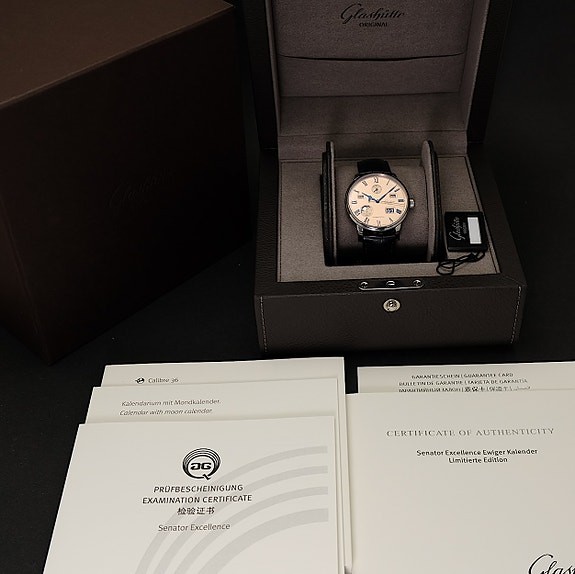 Glashütte
ORIGINAL
Glashütte
Calibre 36
Kalendarium mit Mondkalender.
Calendar with moon calendar.
PRÜFBESCHEINIGUNG
EXAMINATION CERTIFICATE
检验证书
Senator Excellence
GARANTIESCHEIN | GUARANTEE CARD
BULLETIN DE GARANTIE | TARJETA DE GARANTÍA
CERTIFICATE OF AUTHENTICITY
Senator Excellence Ewiger Kalender
Limitierte Edition